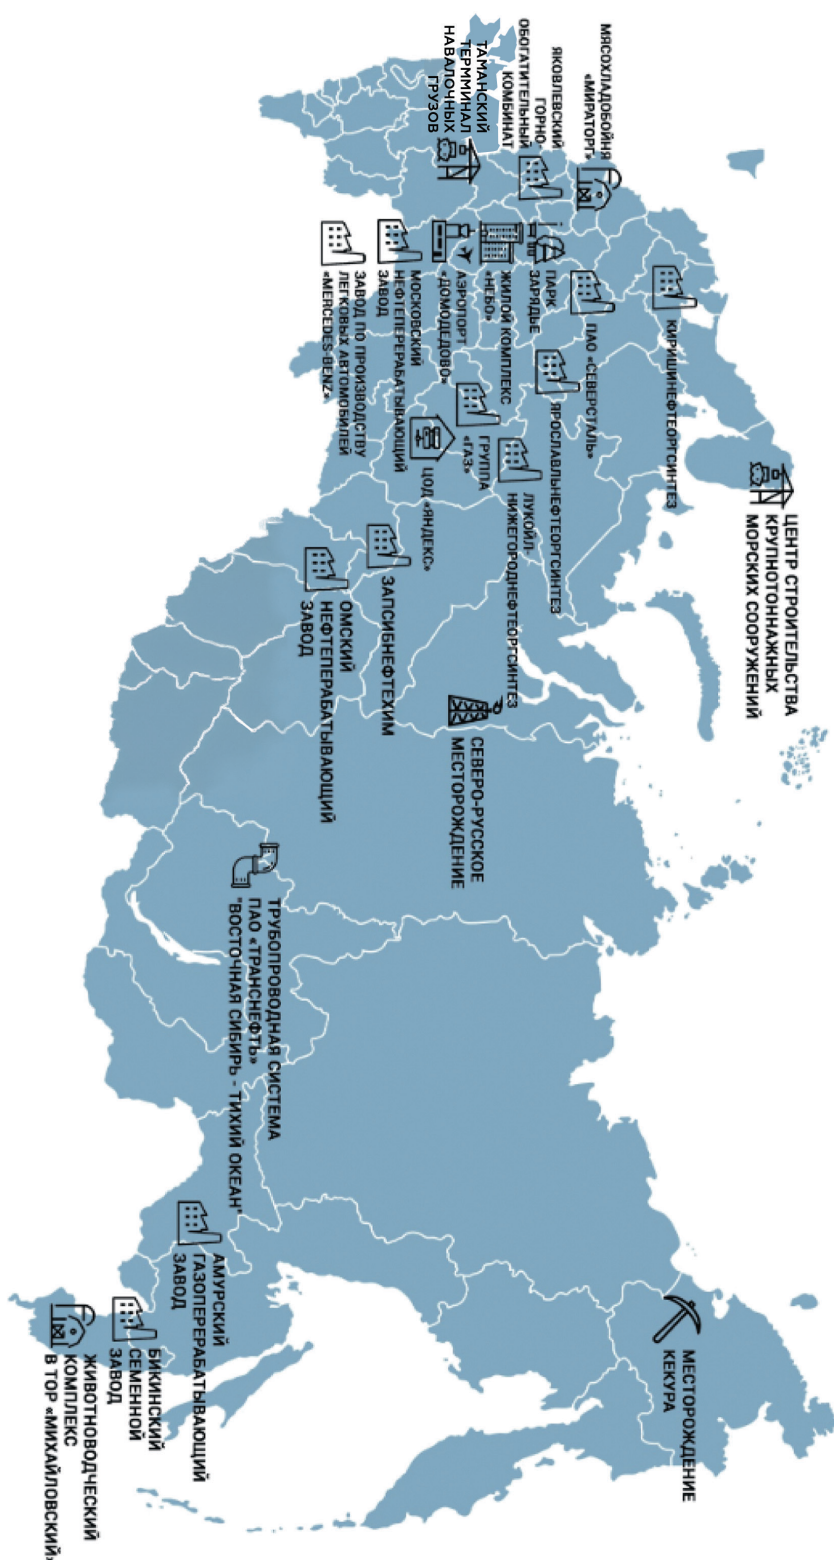 МЯСОХЛАДОБОЙНЯ
«МИРАТОРГ»
ЯКОВЛЕВСКИЙ
ГОРНО-
ОБОГАТИТЕЛЬНЫЙ
КОМБИНАТ
ТАМАНСКИЙ
ТЕРММИНАЛ
НАВАЛОЧНЫХ
ГРУЗОВ
КИРИШИНЕФТЕОРГСИНТЕЗ
ПАО «СЕВЕРСТАЛЬ»
ПАРК
ЗАРЯДЬЕ
ЖИЛОЙ КОМПЛЕКС
«НЕБО»
АЭРОПОРТ
«ДОМОДЕДОВО»
МОСКОВСКИЙ
НЕФТЕПЕРЕРАБАТЫВАЮЩИЙ
ЗАВОД
ЗАВОД ПО ПРОИЗВОДСТВУ
ЛЕГКОВЫХ АВТОМОБИЛЕЙ
«MERCEDES-BENZ»
ЯРОСЛАВЛЬНЕФТЕОРГСИНТЕЗ
ГРУППА
«ГАЗ»
ЛУКОЙЛ-
НИЖЕГОРОДНЕФТЕОРГСИНТЕЗ
ЦОД «ЯНДЕКС»
ЦЕНТР СТРОИТЕЛЬСТВА
КРУПНОТОННАЖНЫХ
МОРСКИХ СООРУЖЕНИЙ
ЗАПСИБНЕФТЕХИМ
ОМСКИЙ
НЕФТЕПЕРАБАТЫВАЮЩИЙ
ЗАВОД
СЕВЕРО-РУССКОЕ
МЕСТОРОЖДЕНИЕ
ТРУБОПРОВОДНАЯ СИСТЕМА
ПАО «ТРАНСНЕФТЬ»
"ВОСТОЧНАЯ СИБИРЬ - ТИХИЙ ОКЕАН"
АМУРСКИЙ
ГАЗОПЕРЕРАБАТЫВАЮЩИЙ
ЗАВОД
МЕСТОРОЖДЕНИЕ
КЕКУРА
БИКИНСКИЙ
СЕМЕННОЙ
ЗАВОД
ЖИВОТНОВОДЧЕСКИЙ
КОМПЛЕКС
В ТОР «МИХАЙЛОВСКИЙ»